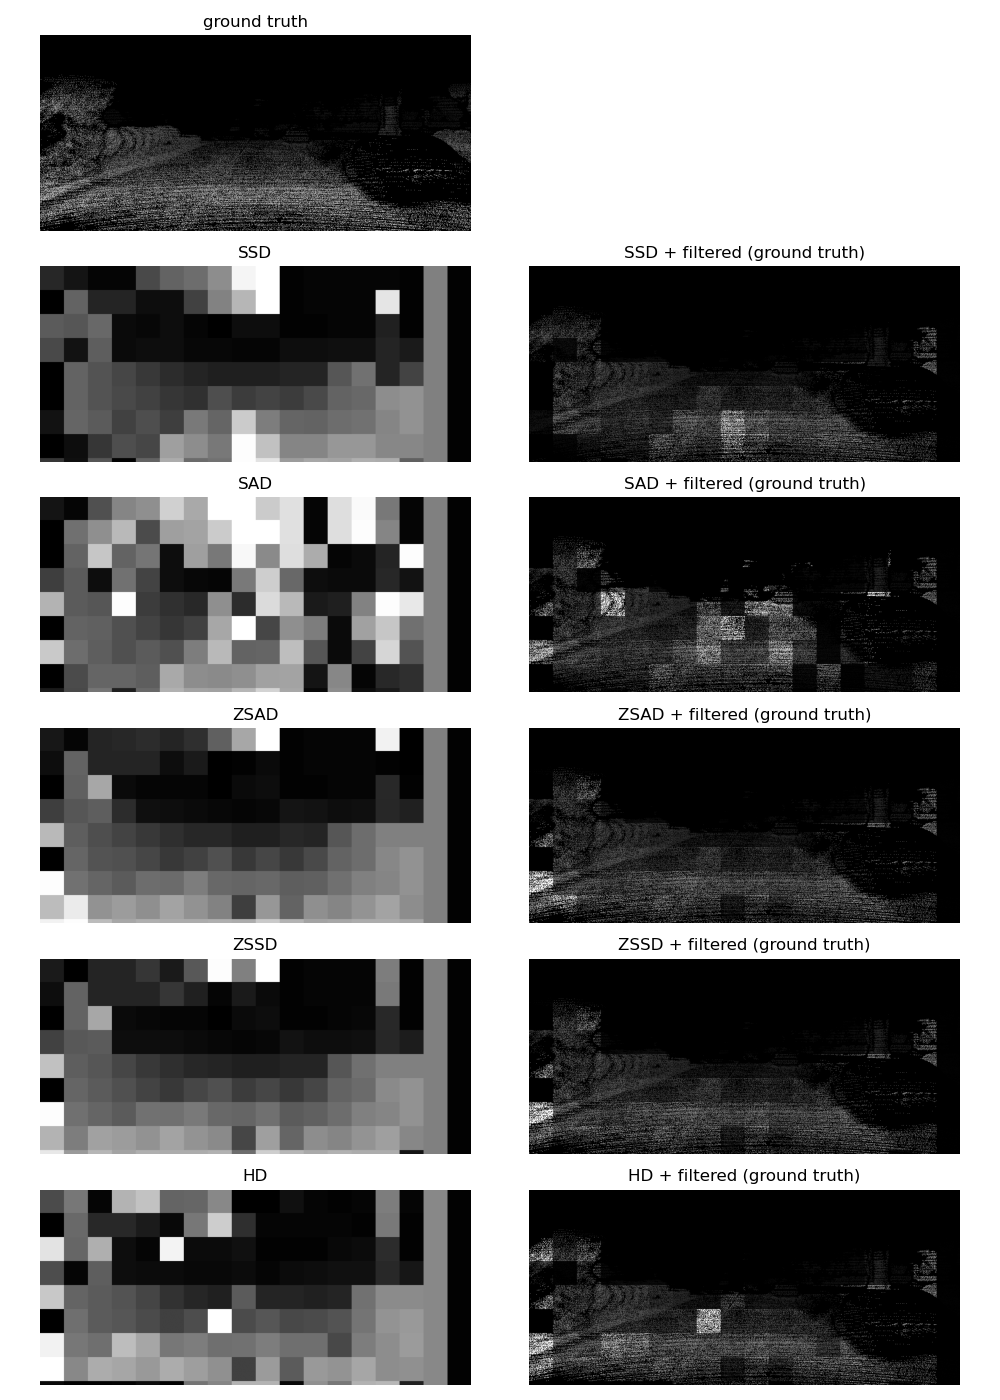 ground truth
SSD
SSD + filtered (ground truth)
SAD
SAD + filtered (ground truth)
ZSAD
ZSAD + filtered (ground truth)
ZSSD
ZSSD + filtered (ground truth)
HD
HD + filtered (ground truth)